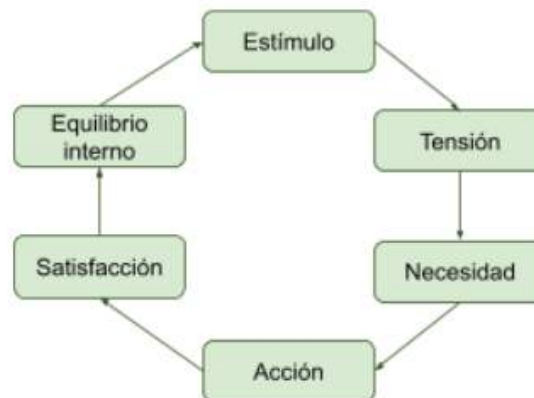 Estímulo
Tensión
Necesidad
Acción
Satisfacción
Equilibrio
interno